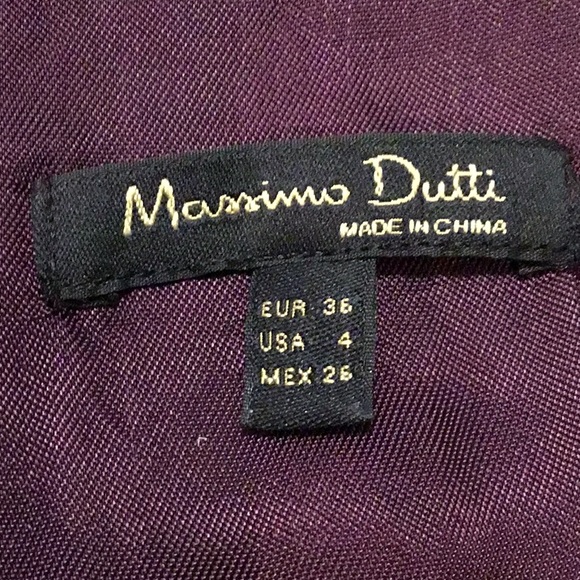 Massimo Dutti
MADE IN CHINA
EUR 36
USA 4
MEX 26